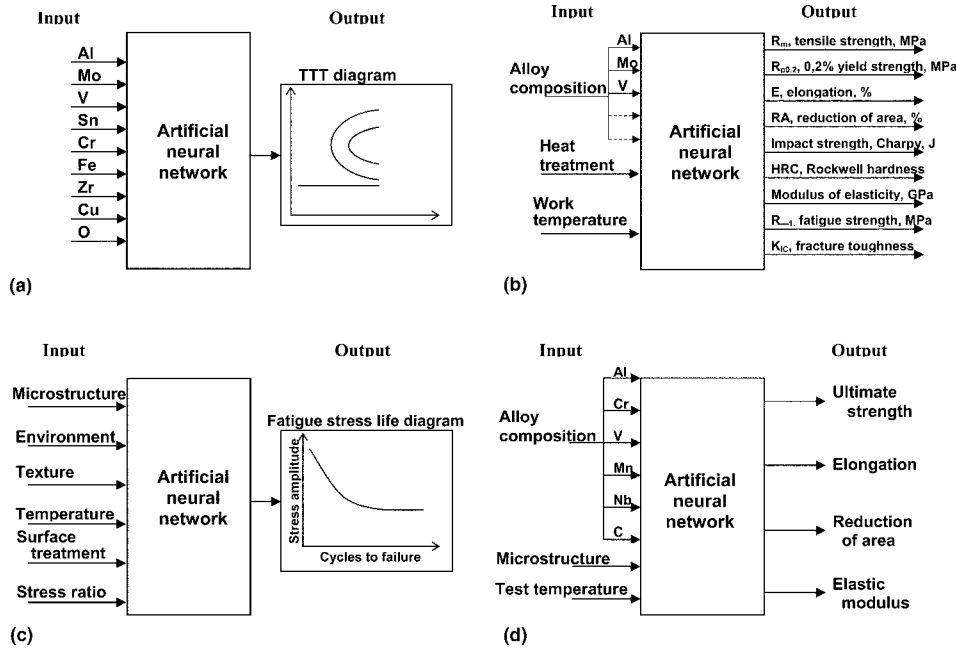 Input
Output
Al
Mo
V
Sn
Cr
Fe
Zr
Cu
O
Artificial
neural
network
TTT diagram
(a)
Input
Output
Alloy
composition
Al
Mo
V
Heat
treatment
Work
temperature
Artificial
neural
network
Rm, tensile strength, MPa
Rp0.2, 0,2% yield strength, MPa
E, elongation, %
RA, reduction of area, %
Impact strength, Charpy, J
HRC, Rockwell hardness
Modulus of elasticity, GPa
R—1, fatigue strength, MPa
KIC, fracture toughness
(b)
Input
Output
Microstructure
Environment
Texture
Temperature
Surface
treatment
Stress ratio
Artificial
neural
network
Fatigue stress life diagram
Stress amplitude
Cycles to failure
(c)
Input
Output
Alloy
composition
Al
Cr
V
Mn
Nb
C
Microstructure
Test temperature
Artificial
neural
network
Ultimate
strength
Elongation
Reduction
of area
Elastic
modulus
(d)